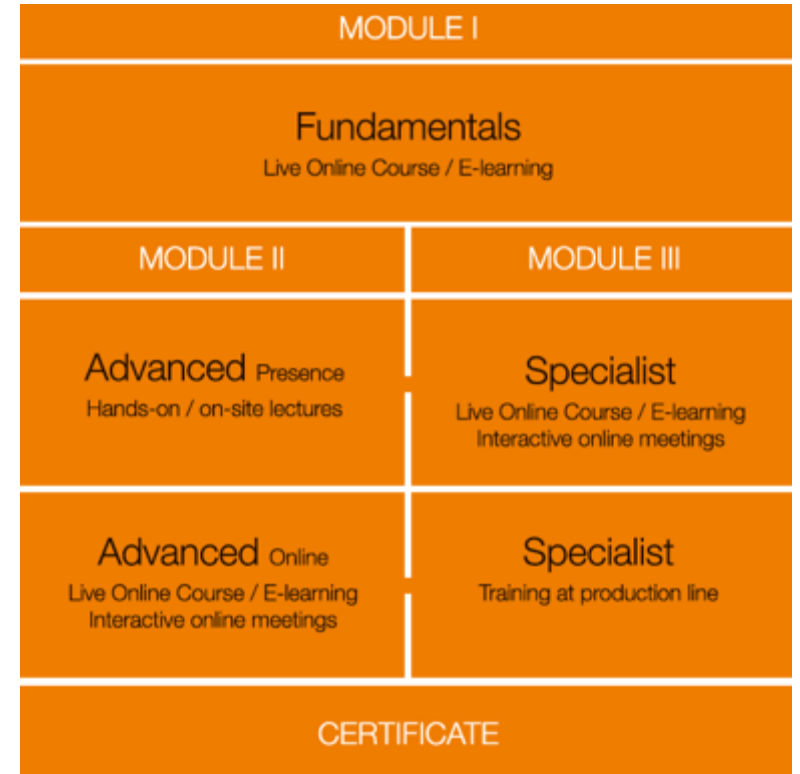 MODULE I
Fundamentals
Live Online Course / E-learning
MODULE II
MODULE III
Advanced Presence
Hands-on / on-site lectures
Specialist
Live Online Course / E-learning
Interactive online meetings
Advanced Online
Live Online Course / E-learning
Interactive online meetings
Specialist
Training at production line
CERTIFICATE